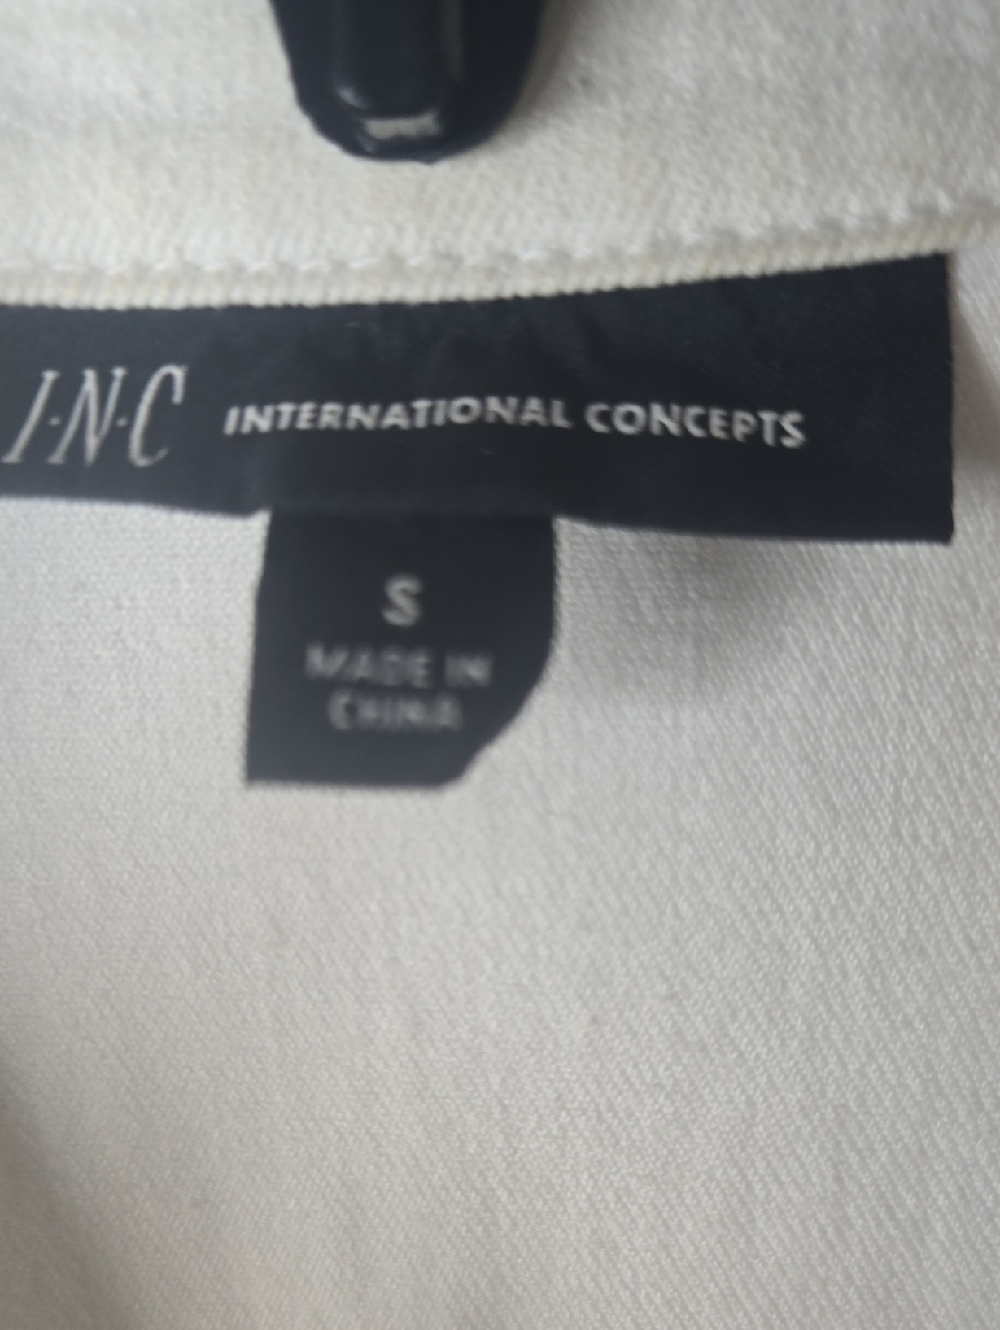 I·N·C INTERNATIONAL CONCEPTS
S
MADE IN
CHINA